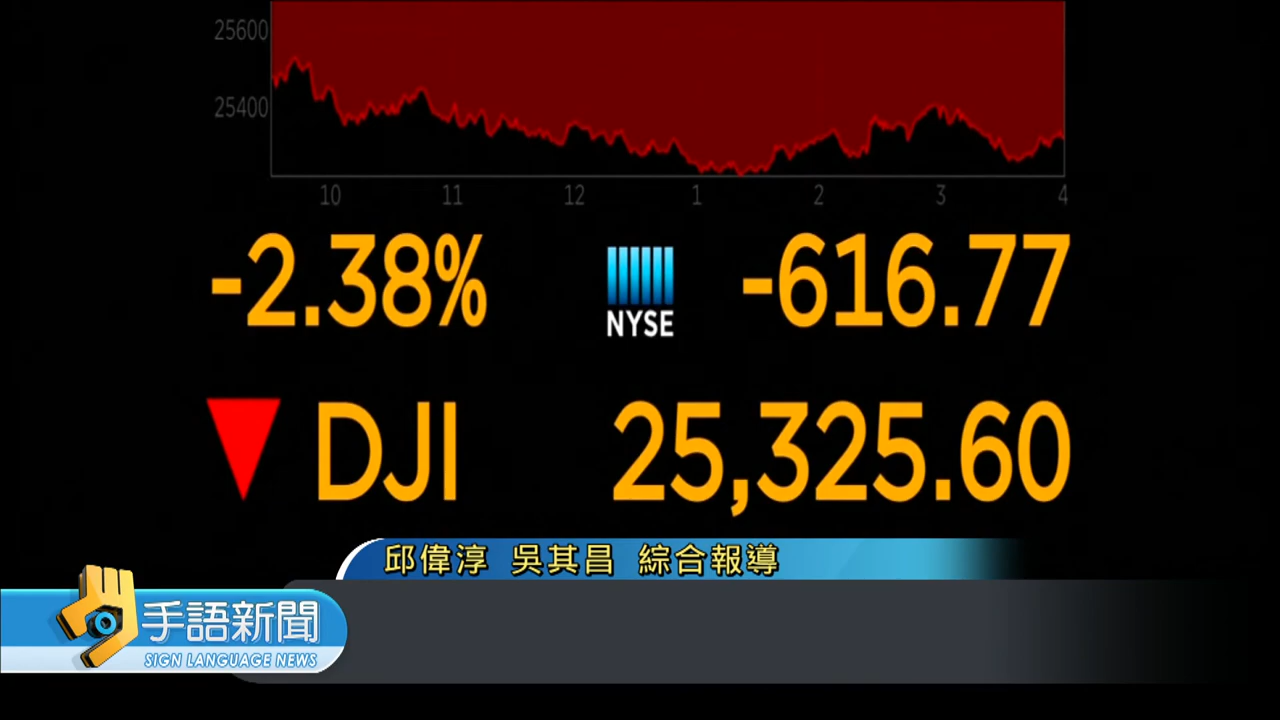 25600
25400
10 11 12 1 2 3 4
-2.38% NYSE -616.77
DJI 25,325.60
邱偉淳 吳其昌 綜合報導
手語新聞
SIGN LANGUAGE NEWS